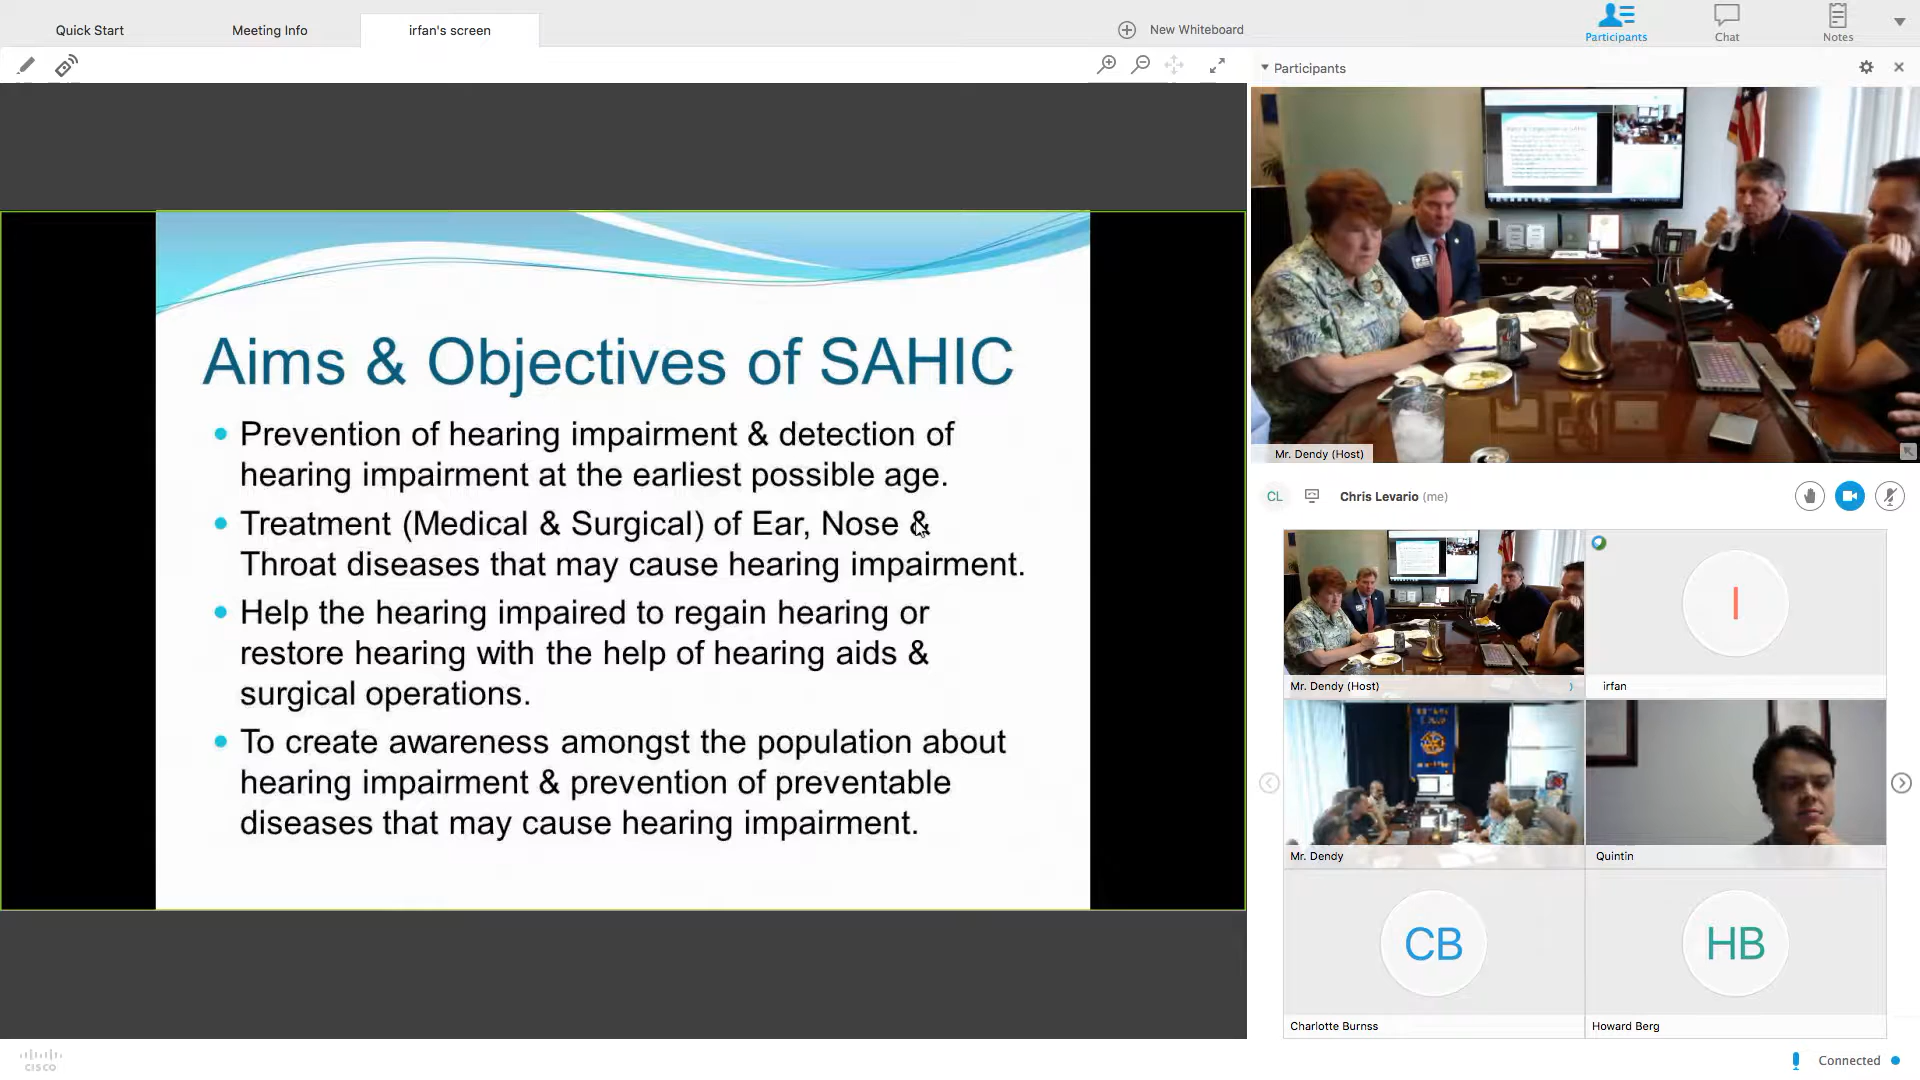 Quick Start
Meeting Info
irfan's screen
New Whiteboard
Participants
Chat
Notes
Participants
Aims & Objectives of SAHIC
Prevention of hearing impairment & detection of
hearing impairment at the earliest possible age.
Treatment (Medical & Surgical) of Ear, Nose &
Throat diseases that may cause hearing impairment.
Help the hearing impaired to regain hearing or
restore hearing with the help of hearing aids &
surgical operations.
To create awareness amongst the population about
hearing impairment & prevention of preventable
diseases that may cause hearing impairment.
Mr. Dendy (Host)
CL
Chris Levario (me)
Mr. Dendy (Host)
I
irfan
Mr. Dendy
Quintin
CB
Charlotte Burnss
HB
Howard Berg
CISCO
Connected